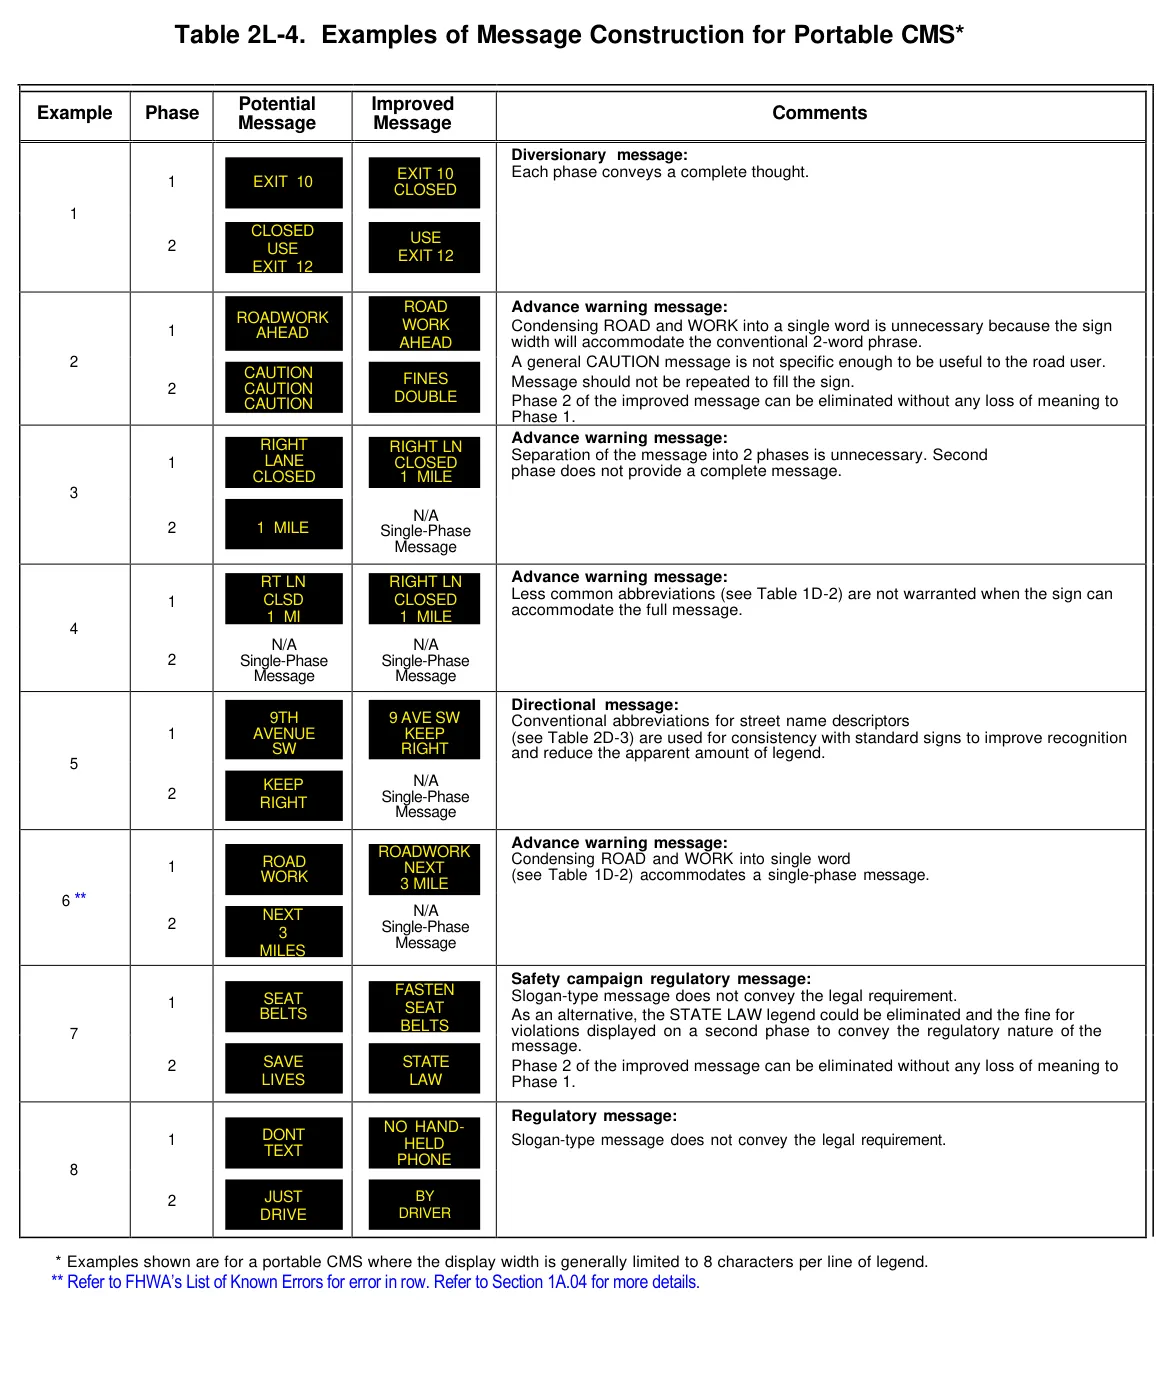 Table 2L-4. Examples of Message Construction for Portable CMS*
Example
Phase
Potential
Message
Improved
Message
Comments
1
1
EXIT 10
EXIT 10
CLOSED
2
CLOSED
USE
EXIT 12
USE
EXIT 12
Diversionary message:
Each phase conveys a complete thought.
2
1
ROADWORK
AHEAD
ROAD
WORK
AHEAD
2
CAUTION
CAUTION
CAUTION
FINES
DOUBLE
Advance warning message:
Condensing ROAD and WORK into a single word is unnecessary because the sign
width will accommodate the conventional 2-word phrase.
A general CAUTION message is not specific enough to be useful to the road user.
Message should not be repeated to fill the sign.
Phase 2 of the improved message can be eliminated without any loss of meaning to
Phase 1.
3
1
RIGHT
LANE
CLOSED
RIGHT LN
CLOSED
1 MILE
2
1 MILE
N/A
Single-Phase
Message
Advance warning message:
Separation of the message into 2 phases is unnecessary. Second
phase does not provide a complete message.
4
1
RT LN
CLSD
1 MI
RIGHT LN
CLOSED
1 MILE
2
N/A
Single-Phase
Message
N/A
Single-Phase
Message
Advance warning message:
Less common abbreviations (see Table 1D-2) are not warranted when the sign can
accommodate the full message.
5
1
9TH
AVENUE
SW
9 AVE SW
KEEP
RIGHT
2
KEEP
RIGHT
N/A
Single-Phase
Message
Directional message:
Conventional abbreviations for street name descriptors
(see Table 2D-3) are used for consistency with standard signs to improve recognition
and reduce the apparent amount of legend.
6 **
1
ROAD
WORK
ROADWORK
NEXT
3 MILE
2
NEXT
3
MILES
N/A
Single-Phase
Message
Advance warning message:
Condensing ROAD and WORK into single word
(see Table 1D-2) accommodates a single-phase message.
7
1
SEAT
BELTS
FASTEN
SEAT
BELTS
2
SAVE
LIVES
STATE
LAW
Safety campaign regulatory message:
Slogan-type message does not convey the legal requirement.
As an alternative, the STATE LAW legend could be eliminated and the fine for
violations displayed on a second phase to convey the regulatory nature of the
message.
Phase 2 of the improved message can be eliminated without any loss of meaning to
Phase 1.
8
1
DONT
TEXT
NO HAND-
HELD
PHONE
2
JUST
DRIVE
BY
DRIVER
Regulatory message:
Slogan-type message does not convey the legal requirement.
* Examples shown are for a portable CMS where the display width is generally limited to 8 characters per line of legend.
** Refer to FHWA's List of Known Errors for error in row. Refer to Section 1A.04 for more details.